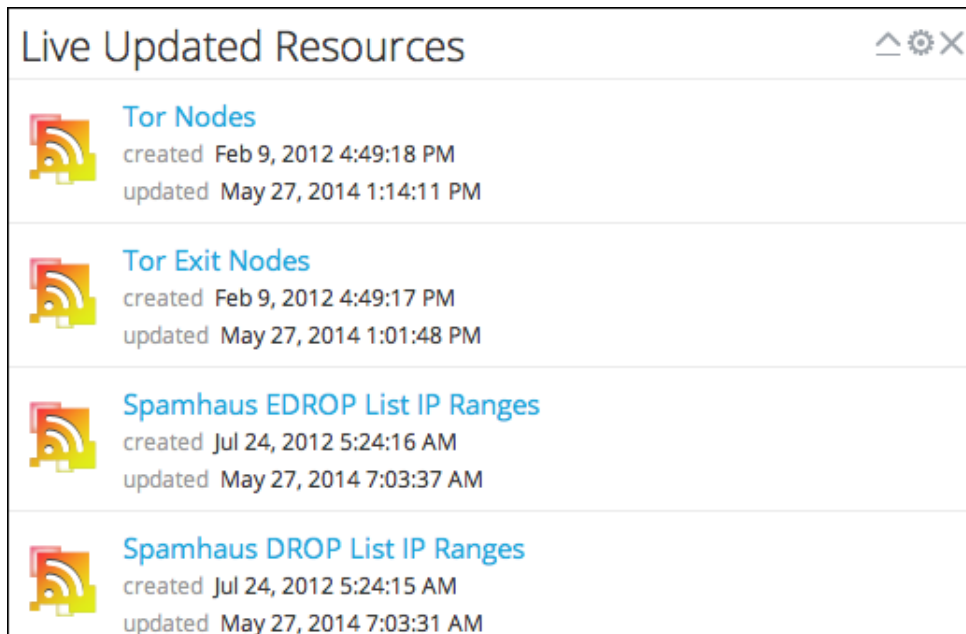 Live Updated Resources
Tor Nodes
created Feb 9, 2012 4:49:18 PM
updated May 27, 2014 1:14:11 PM
Tor Exit Nodes
created Feb 9, 2012 4:49:17 PM
updated May 27, 2014 1:01:48 PM
Spamhaus EDROP List IP Ranges
created Jul 24, 2012 5:24:16 AM
updated May 27, 2014 7:03:37 AM
Spamhaus DROP List IP Ranges
created Jul 24, 2012 5:24:15 AM
updated May 27, 2014 7:03:31 AM